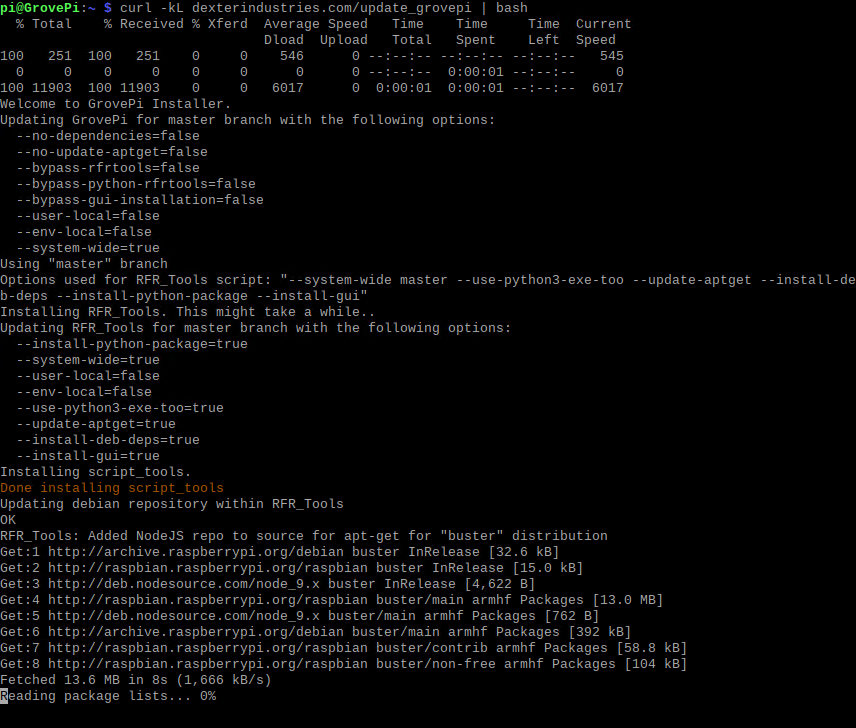 pi@GrovePi:~ $ curl -kL dexterindustries.com/update_grovepi | bash
  % Total    % Received % Xferd  Average Speed   Time    Time     Time  Current
                                 Dload  Upload   Total   Spent    Left  Speed
100   251  100   251    0     0    546      0 --:--:-- --:--:-- --:--:--   545
  0     0    0     0    0     0      0      0 --:--:--  0:00:01 --:--:--     0
100 11903  100 11903    0     0   6017      0  0:00:01  0:00:01 --:--:--  6017
Welcome to GrovePi Installer.
Updating GrovePi for master branch with the following options:
  --no-dependencies=false
  --no-update-aptget=false
  --bypass-rfrtools=false
  --bypass-python-rfrtools=false
  --bypass-gui-installation=false
  --user-local=false
  --env-local=false
  --system-wide=true
Using "master" branch
Options used for RFR_Tools script: "--system-wide master --use-python3-exe-too --update-aptget --install-de
b-deps --install-python-package --install-gui"
Installing RFR_Tools. This might take a while..
Updating RFR_Tools for master branch with the following options:
  --install-python-package=true
  --system-wide=true
  --user-local=false
  --env-local=false
  --use-python3-exe-too=true
  --update-aptget=true
  --install-deb-deps=true
  --install-gui=true
Installing script_tools.
Done installing script_tools
Updating debian repository within RFR_Tools
OK
RFR_Tools: Added NodeJS repo to source for apt-get for "buster" distribution
Get:1 http://archive.raspberrypi.org/debian buster InRelease [32.6 kB]
Get:2 http://raspbian.raspberrypi.org/raspbian buster InRelease [15.0 kB]
Get:3 http://deb.nodesource.com/node_9.x buster InRelease [4,622 B]
Get:4 http://raspbian.raspberrypi.org/raspbian buster/main armhf Packages [13.0 MB]
Get:5 http://deb.nodesource.com/node_9.x buster/main armhf Packages [762 B]
Get:6 http://archive.raspberrypi.org/debian buster/main armhf Packages [392 kB]
Get:7 http://raspbian.raspberrypi.org/raspbian buster/contrib armhf Packages [58.8 kB]
Get:8 http://raspbian.raspberrypi.org/raspbian buster/non-free armhf Packages [104 kB]
Fetched 13.6 MB in 8s (1,666 kB/s)
Reading package lists... 0%